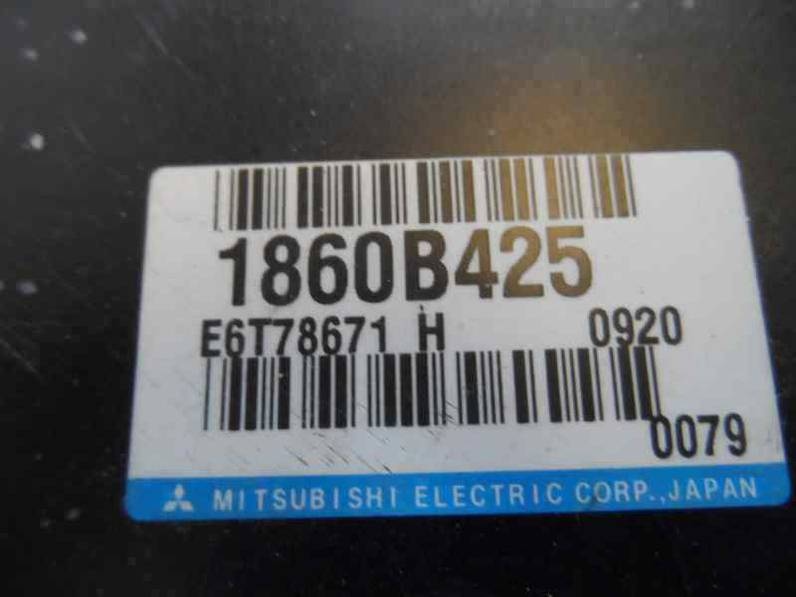 1860B425
E6T78671 H 0920
0079
MITSUBISHI ELECTRIC CORP.,JAPAN